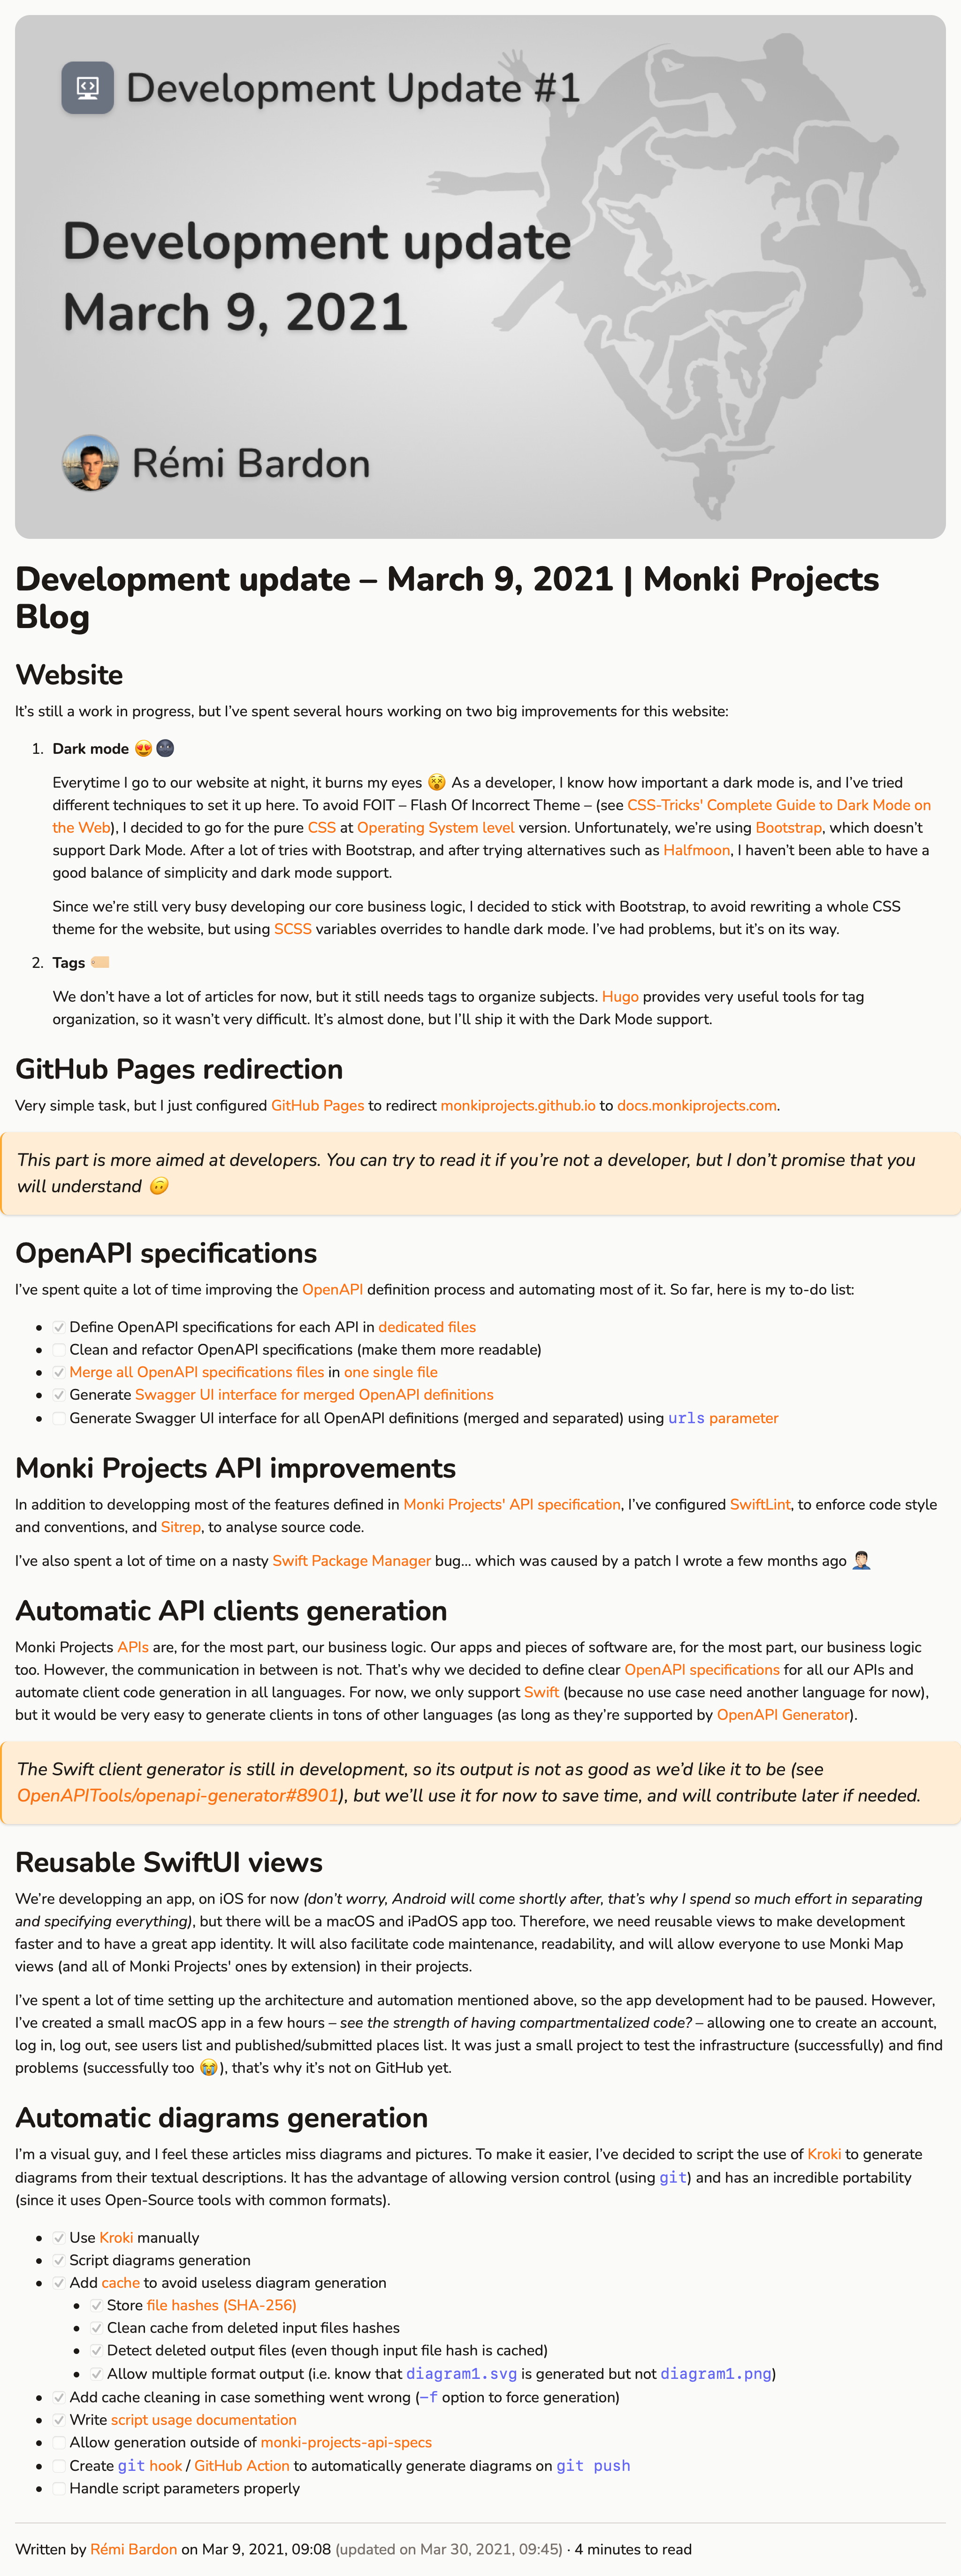 Development Update #1
Development update
March 9, 2021
Rémi Bardon
Development update – March 9, 2021 | Monki Projects
Blog
Website
It’s still a work in progress, but I’ve spent several hours working on two big improvements for this website:
1. Dark mode 😍🌚
Everytime I go to our website at night, it burns my eyes 😵 As a developer, I know how important a dark mode is, and I’ve tried
different techniques to set it up here. To avoid FOIT – Flash Of Incorrect Theme – (see CSS-Tricks' Complete Guide to Dark Mode on
the Web), I decided to go for the pure CSS at Operating System level version. Unfortunately, we’re using Bootstrap, which doesn’t
support Dark Mode. After a lot of tries with Bootstrap, and after trying alternatives such as Halfmoon, I haven’t been able to have a
good balance of simplicity and dark mode support.
Since we’re still very busy developing our core business logic, I decided to stick with Bootstrap, to avoid rewriting a whole CSS
theme for the website, but using SCSS variables overrides to handle dark mode. I’ve had problems, but it’s on its way.
2. Tags 🏷️
We don’t have a lot of articles for now, but it still needs tags to organize subjects. Hugo provides very useful tools for tag
organization, so it wasn’t very difficult. It’s almost done, but I’ll ship it with the Dark Mode support.
GitHub Pages redirection
Very simple task, but I just configured GitHub Pages to redirect monkiprojects.github.io to docs.monkiprojects.com.
This part is more aimed at developers. You can try to read it if you’re not a developer, but I don’t promise that you
will understand 🙃
OpenAPI specifications
I’ve spent quite a lot of time improving the OpenAPI definition process and automating most of it. So far, here is my to-do list:
• ☑ Define OpenAPI specifications for each API in dedicated files
• ☐ Clean and refactor OpenAPI specifications (make them more readable)
• ☑ Merge all OpenAPI specifications files in one single file
• ☑ Generate Swagger UI interface for merged OpenAPI definitions
• ☐ Generate Swagger UI interface for all OpenAPI definitions (merged and separated) using urls parameter
Monki Projects API improvements
In addition to developping most of the features defined in Monki Projects' API specification, I’ve configured SwiftLint, to enforce code style
and conventions, and Sitrep, to analyse source code.
I’ve also spent a lot of time on a nasty Swift Package Manager bug… which was caused by a patch I wrote a few months ago 🤦🏻‍♂️
Automatic API clients generation
Monki Projects APIs are, for the most part, our business logic. Our apps and pieces of software are, for the most part, our business logic
too. However, the communication in between is not. That’s why we decided to define clear OpenAPI specifications for all our APIs and
automate client code generation in all languages. For now, we only support Swift (because no use case need another language for now),
but it would be very easy to generate clients in tons of other languages (as long as they’re supported by OpenAPI Generator).
The Swift client generator is still in development, so its output is not as good as we’d like it to be (see
OpenAPITools/openapi-generator#8901), but we’ll use it for now to save time, and will contribute later if needed.
Reusable SwiftUI views
We’re developping an app, on iOS for now (don’t worry, Android will come shortly after, that’s why I spend so much effort in separating
and specifying everything), but there will be a macOS and iPadOS app too. Therefore, we need reusable views to make development
faster and to have a great app identity. It will also facilitate code maintenance, readability, and will allow everyone to use Monki Map
views (and all of Monki Projects' ones by extension) in their projects.
I’ve spent a lot of time setting up the architecture and automation mentioned above, so the app development had to be paused. However,
I’ve created a small macOS app in a few hours – see the strength of having compartmentalized code? – allowing one to create an account,
log in, log out, see users list and published/submitted places list. It was just a small project to test the infrastructure (successfully) and find
problems (successfully too 😭), that’s why it’s not on GitHub yet.
Automatic diagrams generation
I’m a visual guy, and I feel these articles miss diagrams and pictures. To make it easier, I’ve decided to script the use of Kroki to generate
diagrams from their textual descriptions. It has the advantage of allowing version control (using git) and has an incredible portability
(since it uses Open-Source tools with common formats).
• ☑ Use Kroki manually
• ☑ Script diagrams generation
• ☑ Add cache to avoid useless diagram generation
• ☑ Store file hashes (SHA-256)
• ☑ Clean cache from deleted input files hashes
• ☑ Detect deleted output files (even though input file hash is cached)
• ☑ Allow multiple format output (i.e. know that diagram1.svg is generated but not diagram1.png)
• ☑ Add cache cleaning in case something went wrong (-f option to force generation)
• ☑ Write script usage documentation
• ☐ Allow generation outside of monki-projects-api-specs
• ☐ Create git hook / GitHub Action to automatically generate diagrams on git push
• ☐ Handle script parameters properly
Written by Rémi Bardon on Mar 9, 2021, 09:08 (updated on Mar 30, 2021, 09:45) · 4 minutes to read